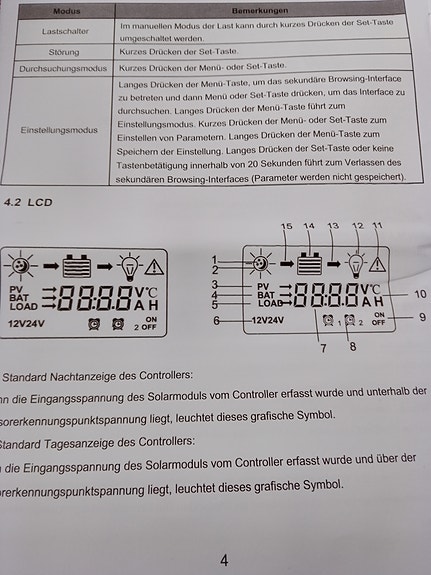 Modus Bemerkungen
Lastschalter Im manuellen Modus der Last kann durch kurzes Drücken der Set-Taste
umgeschaltet werden.
Störung Kurzes Drücken der Set-Taste.
Durchsuchungsmodus Kurzes Drücken der Menü- oder Set-Taste.
Einstellungsmodus Langes Drücken der Menü-Taste, um das sekundäre Browsing-Interface
zu betreten und dann Menü oder Set-Taste drücken, um das Interface zu
durchsuchen. Langes Drücken der Menü-Taste führt zum
Einstellungsmodus. Kurzes Drücken der Menü- oder Set-Taste zum
Einstellen von Parametern. Langes Drücken der Menü-Taste zum
Speichern der Einstellung. Langes Drücken der Set-Taste oder keine
Tastenbetätigung innerhalb von 20 Sekunden führt zum Verlassen des
sekundären Browsing-Interfaces (Parameter werden nicht gespeichert).
4.2 LCD
PV
BAT
LOAD
88:8.8
V°C
AH
12V24V
2
ON
OFF
15 14 13 12 11
1
2
3
4
5
6
PV
BAT
LOAD
88:8.8
V°C
AH
12V24V
1
2
ON
OFF
10
9
7
8
Standard Nachtanzeige des Controllers:
nn die Eingangsspannung des Solarmoduls vom Controller erfasst wurde und unterhalb der
sorerkennungspunktspannung liegt, leuchtet dieses grafische Symbol.
Standard Tagesanzeige des Controllers:
die Eingangsspannung des Solarmoduls vom Controller erfasst wurde und über der
orerkennungspunktspannung liegt, leuchtet dieses grafische Symbol.
4